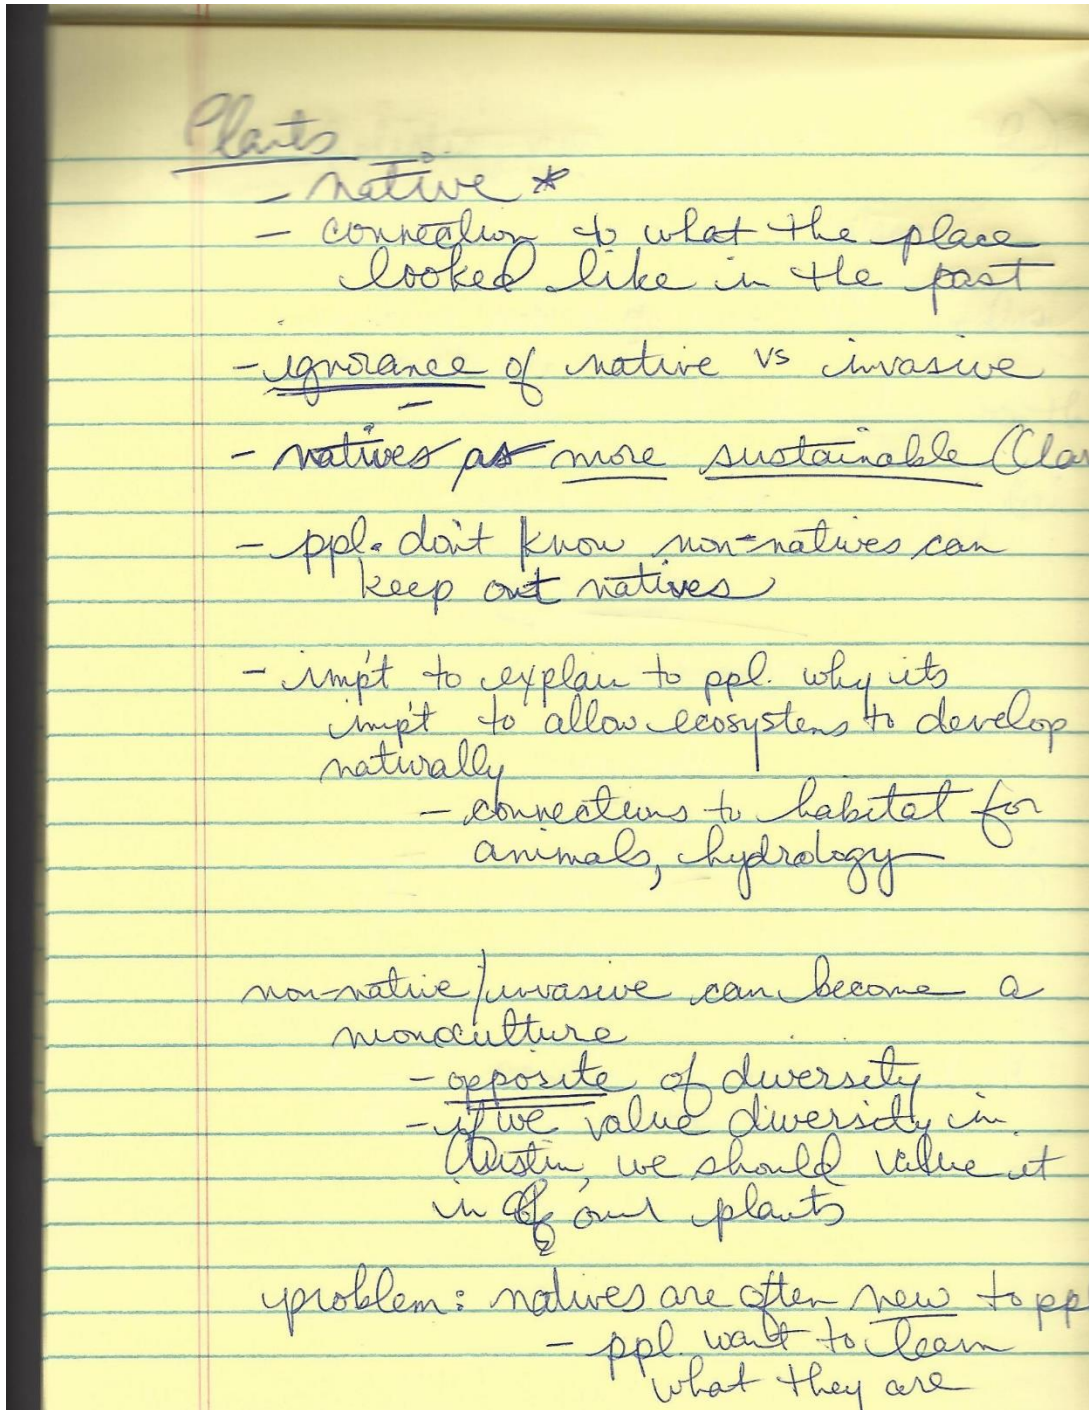 Plants
- native *
- connection to what the place
looked like in the past
- ignorance of native vs invasive
- natives as more sustainable (Clar
- ppl. don't know non-natives can
keep out natives
- imp't to explain to ppl. why its
imp't to allow ecosystems to develop
naturally
- connections to habitat for
animals, hydrology
non-native/invasive can become a
monoculture
- opposite of diversity
- if we value diversity in
Austin, we should value it
in our plants
problem: natives are often new to pp
- ppl. want to learn
what they are